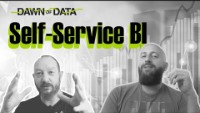 DAWN OF DATA
Self-Service BI